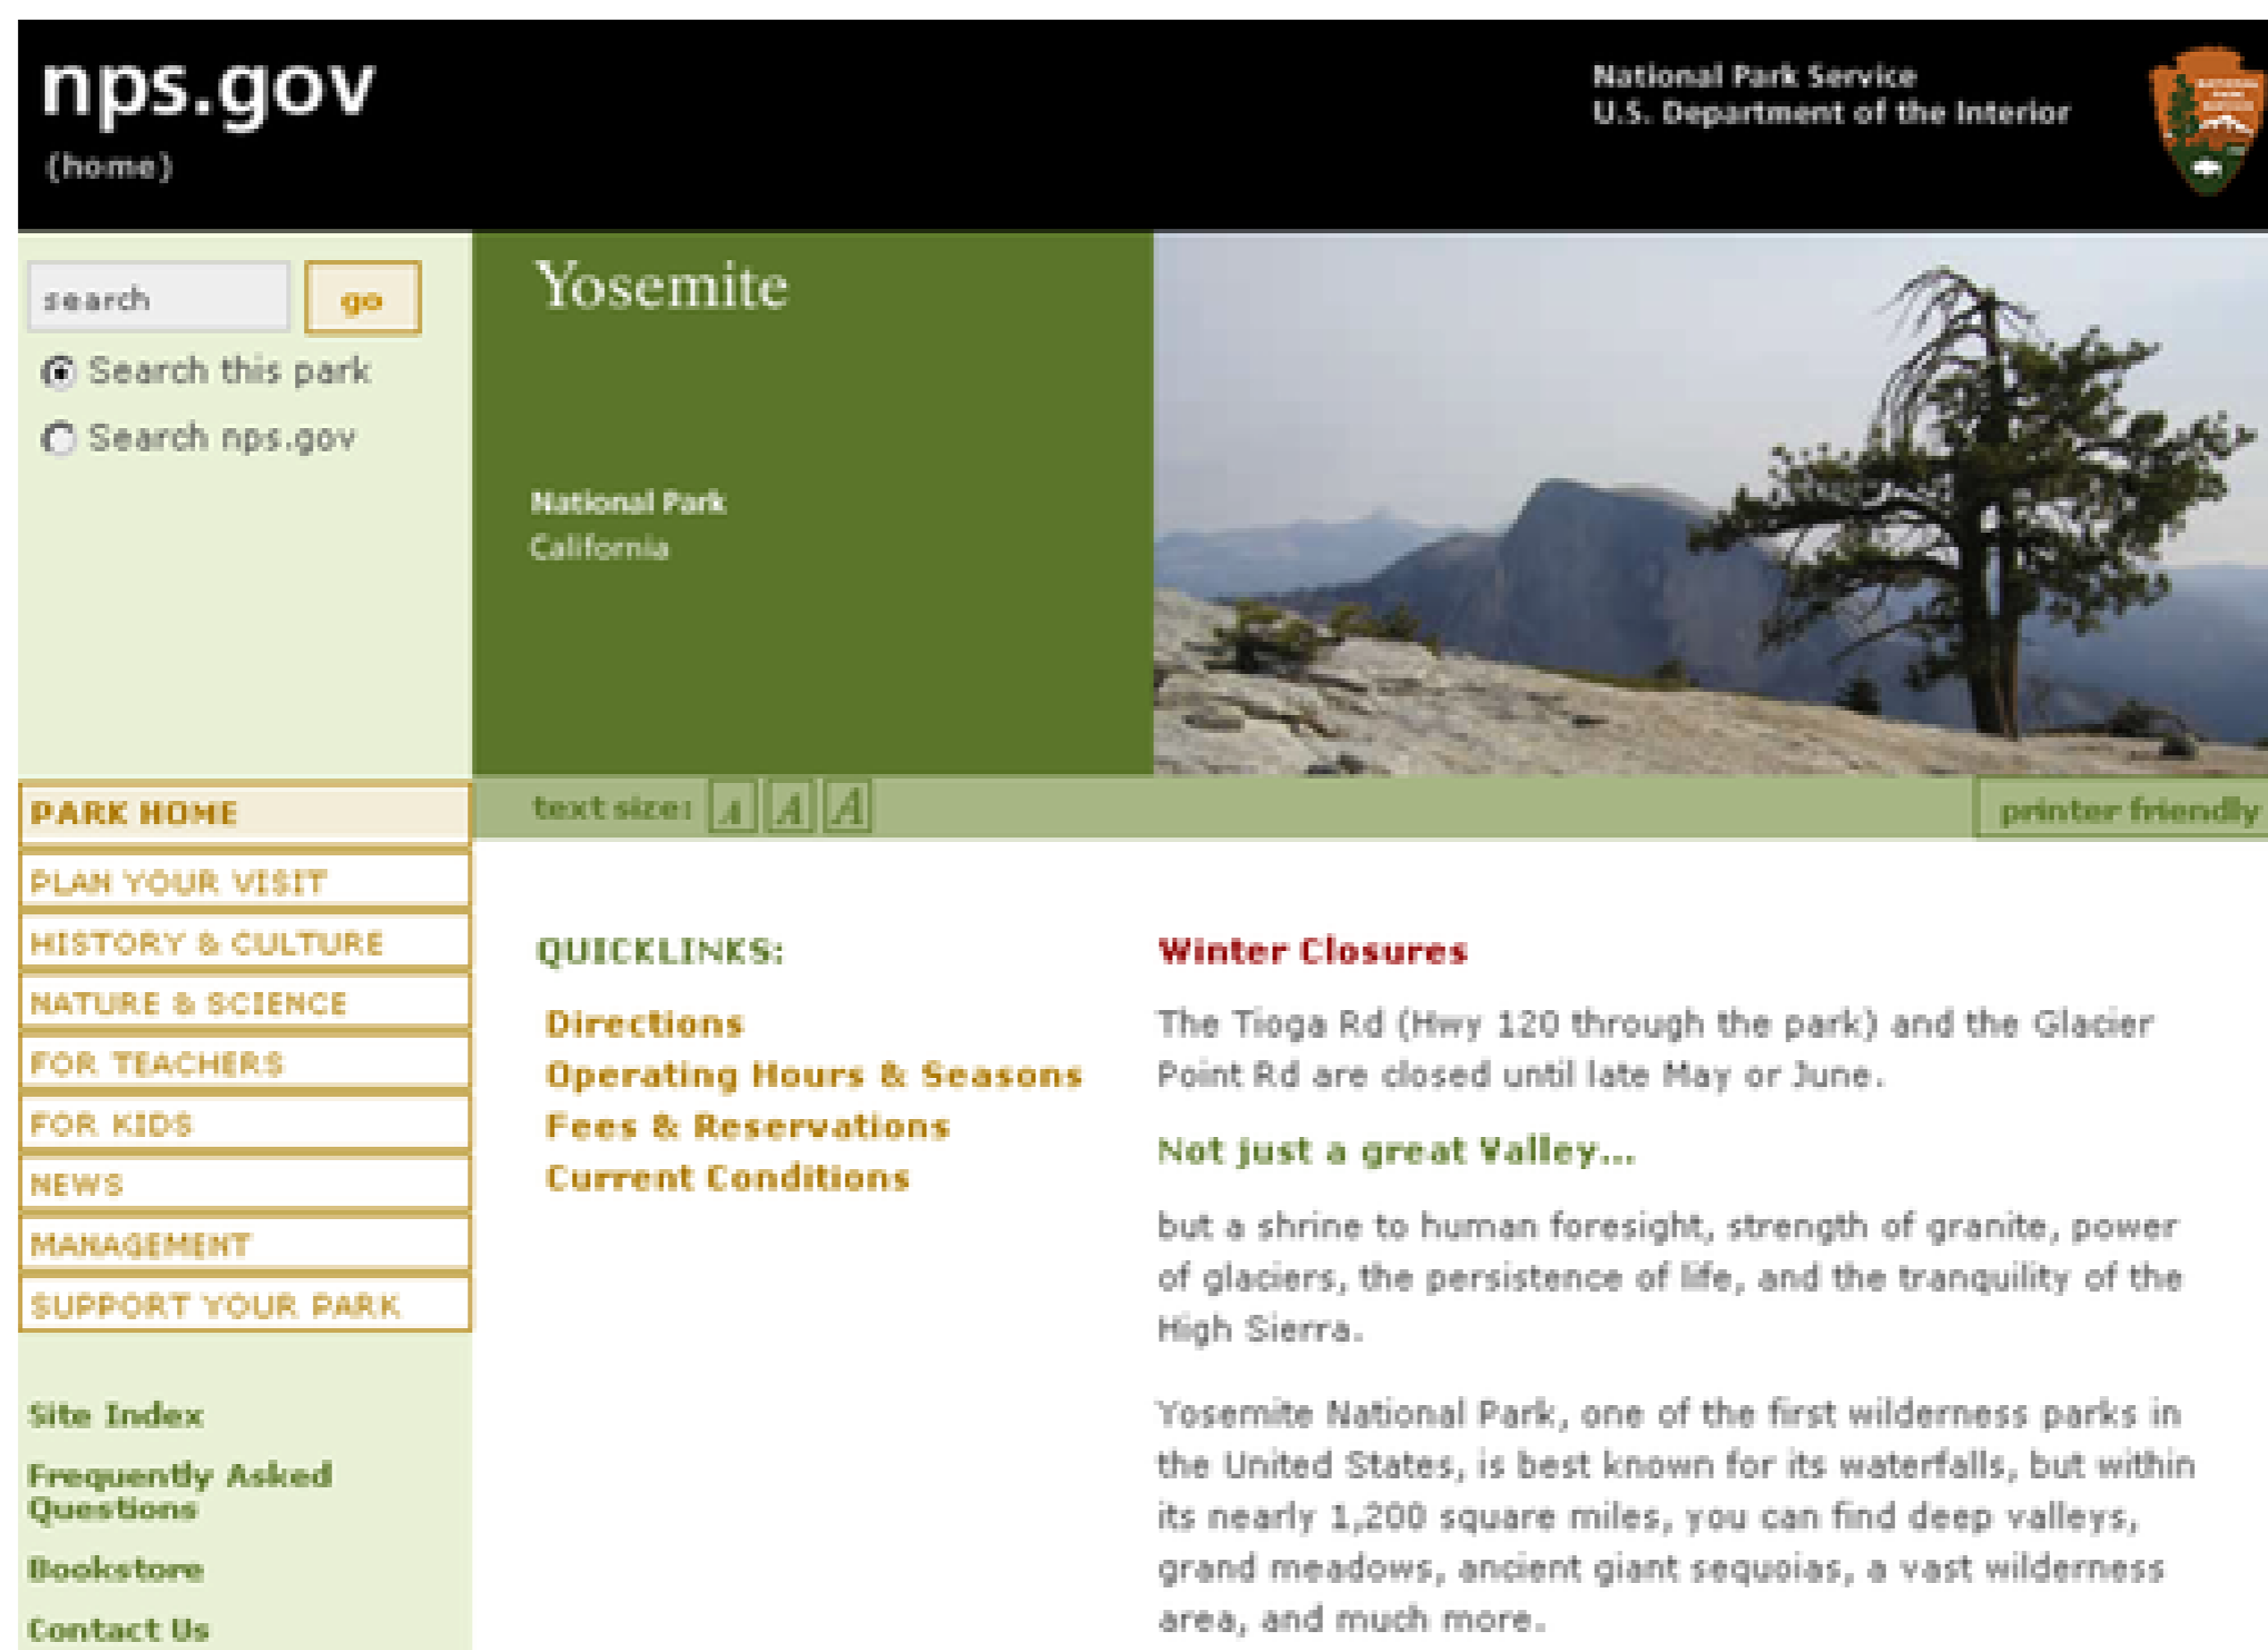 nps.gov
(home)
National Park Service
U.S. Department of the Interior
search
go
Search this park
Search nps.gov
Yosemite
National Park
California
text size: A A A
printer friendly
PARK HOME
PLAN YOUR VISIT
HISTORY & CULTURE
NATURE & SCIENCE
FOR TEACHERS
FOR KIDS
NEWS
MANAGEMENT
SUPPORT YOUR PARK
Site Index
Frequently Asked
Questions
Bookstore
Contact Us
QUICKLINKS:
Directions
Operating Hours & Seasons
Fees & Reservations
Current Conditions
Winter Closures
The Tioga Rd (Hwy 120 through the park) and the Glacier
Point Rd are closed until late May or June.
Not just a great Valley...
but a shrine to human foresight, strength of granite, power
of glaciers, the persistence of life, and the tranquility of the
High Sierra.
Yosemite National Park, one of the first wilderness parks in
the United States, is best known for its waterfalls, but within
its nearly 1,200 square miles, you can find deep valleys,
grand meadows, ancient giant sequoias, a vast wilderness
area, and much more.